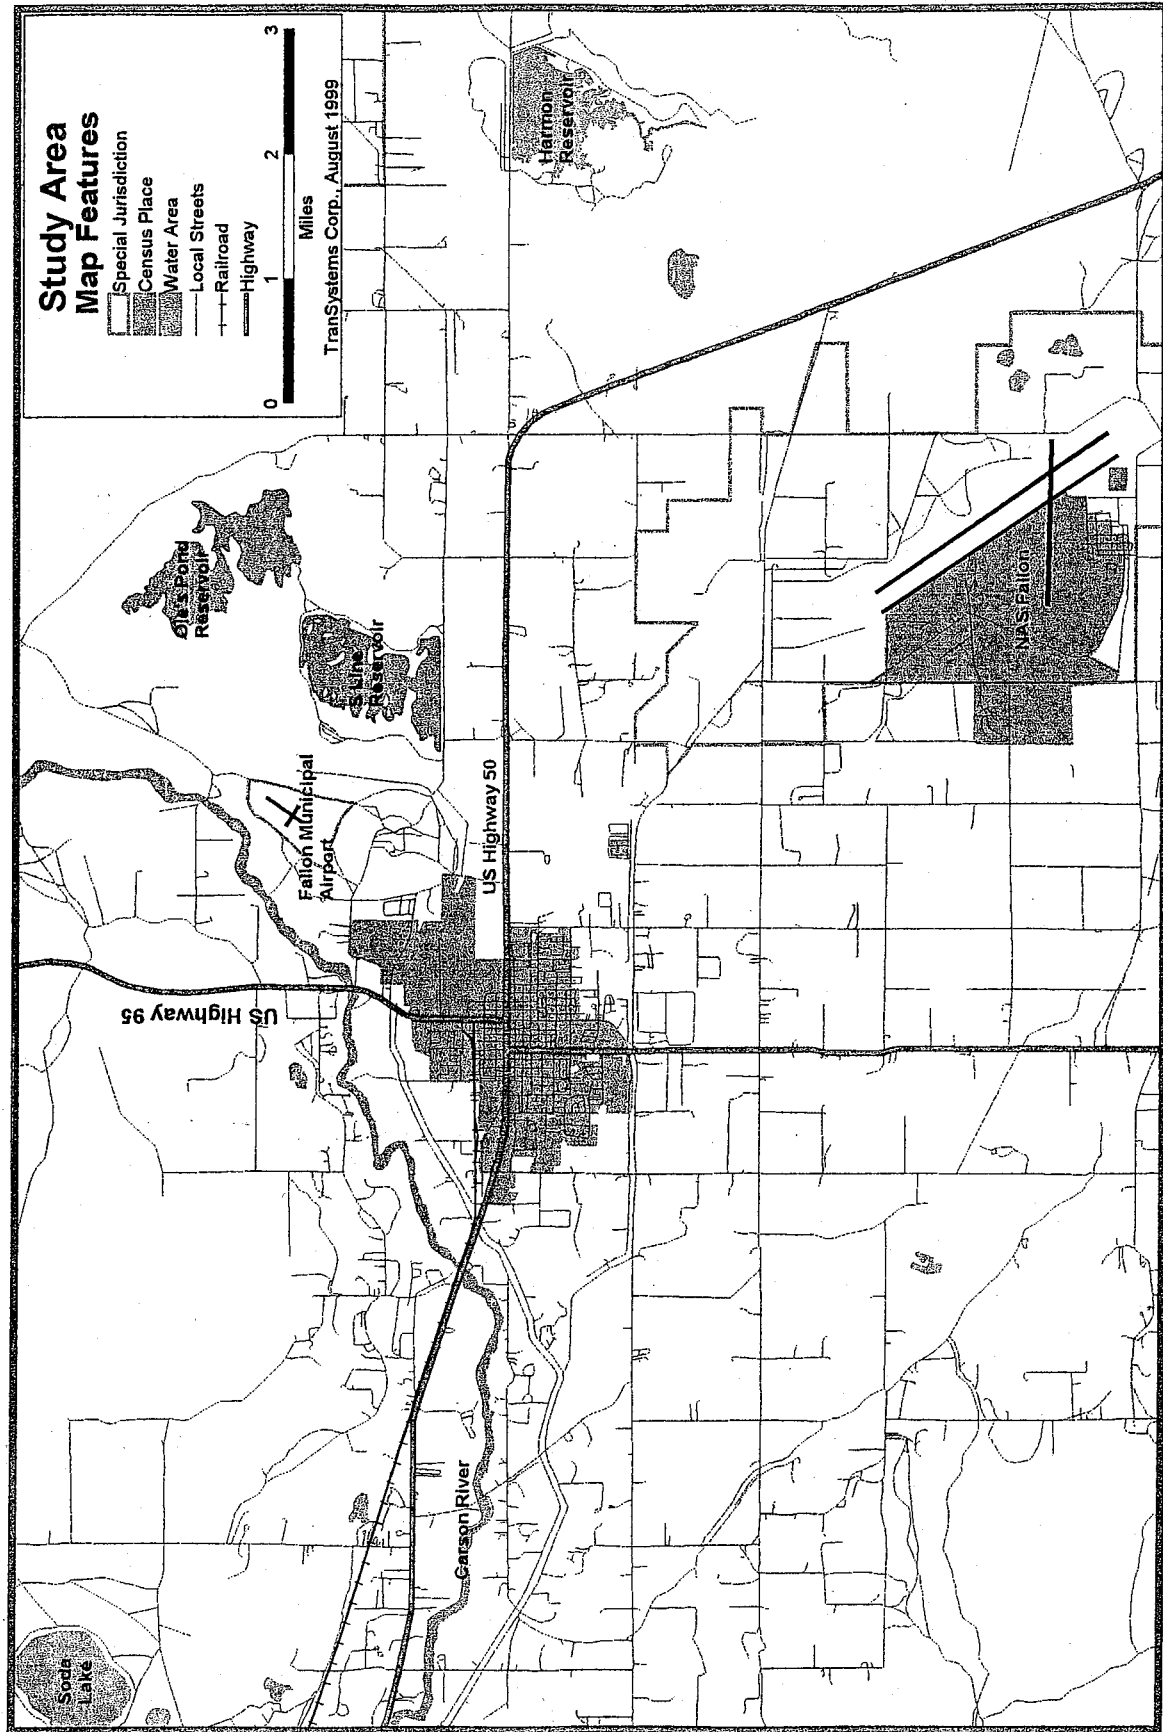 Study Area
Map Features
Special Jurisdiction
Census Place
Water Area
Local Streets
Railroad
Highway
0 1 2 3
Miles
TranSystems Corp., August 1999
Soda
Lake
Carson River
US Highway 95
Fallon Municipal
Airport
US Highway 50
Ole's Pond
Reservoir
S Line
Reservoir
Harmon
Reservoir
NAS Fallon